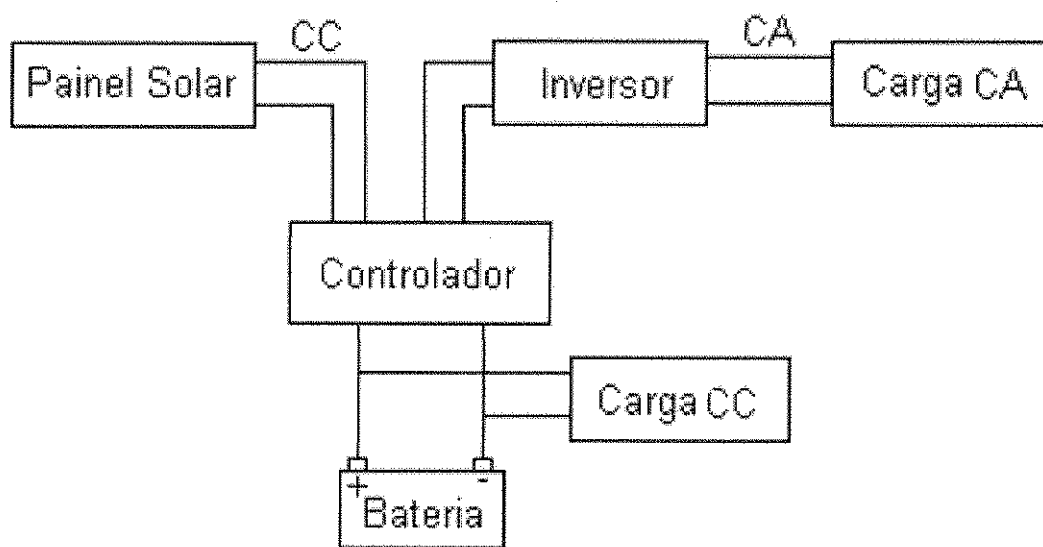 CC
CA
Painel Solar
Inversor
Carga CA
Controlador
Carga CC
+
-
Bateria